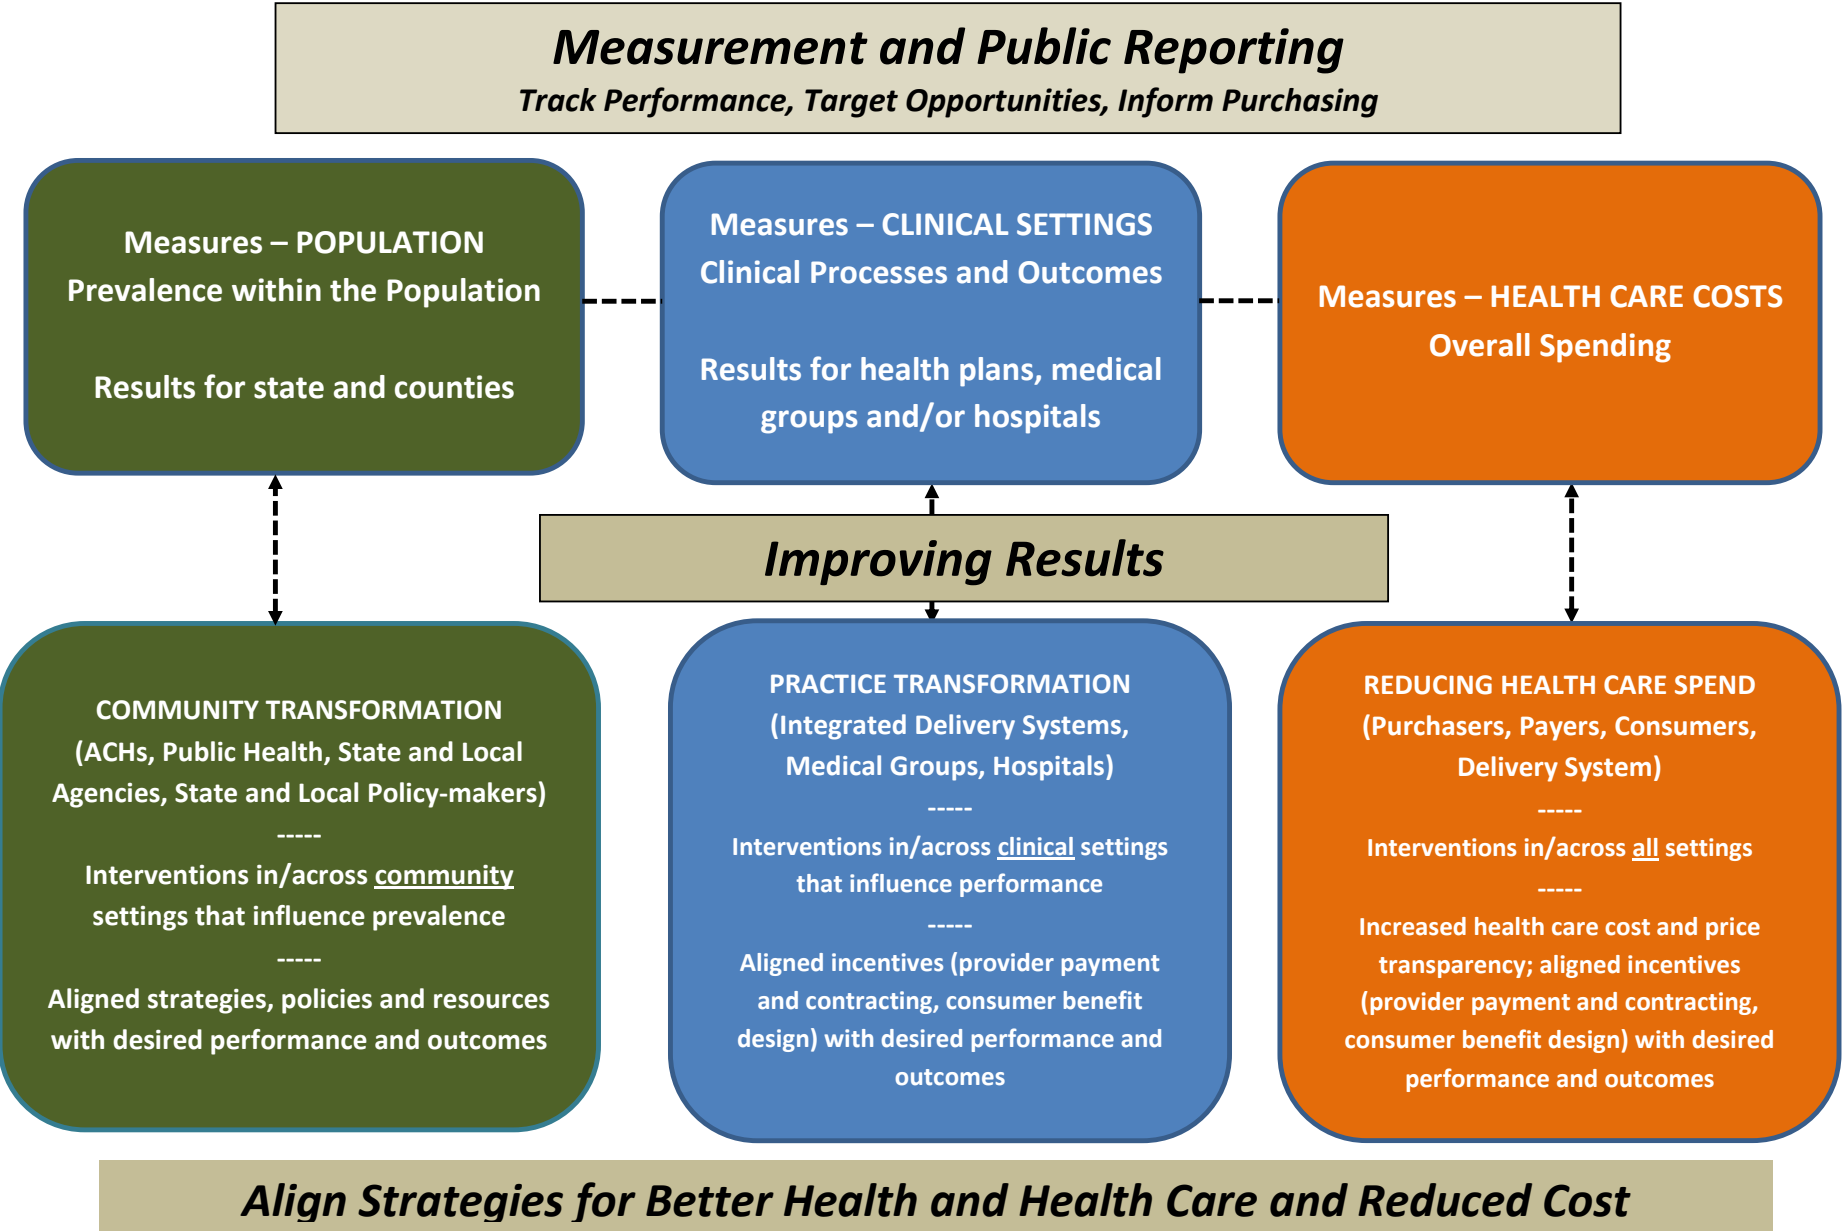 Measurement and Public Reporting
Track Performance, Target Opportunities, Inform Purchasing
Measures – POPULATION
Prevalence within the Population
Results for state and counties
Measures – CLINICAL SETTINGS
Clinical Processes and Outcomes
Results for health plans, medical
groups and/or hospitals
Measures – HEALTH CARE COSTS
Overall Spending
Improving Results
COMMUNITY TRANSFORMATION
(ACHs, Public Health, State and Local
Agencies, State and Local Policy-makers)
-----
Interventions in/across community
settings that influence prevalence
-----
Aligned strategies, policies and resources
with desired performance and outcomes
PRACTICE TRANSFORMATION
(Integrated Delivery Systems,
Medical Groups, Hospitals)
-----
Interventions in/across clinical settings
that influence performance
-----
Aligned incentives (provider payment
and contracting, consumer benefit
design) with desired performance and
outcomes
REDUCING HEALTH CARE SPEND
(Purchasers, Payers, Consumers,
Delivery System)
-----
Interventions in/across all settings
-----
Increased health care cost and price
transparency; aligned incentives
(provider payment and contracting,
consumer benefit design) with desired
performance and outcomes
Align Strategies for Better Health and Health Care and Reduced Cost